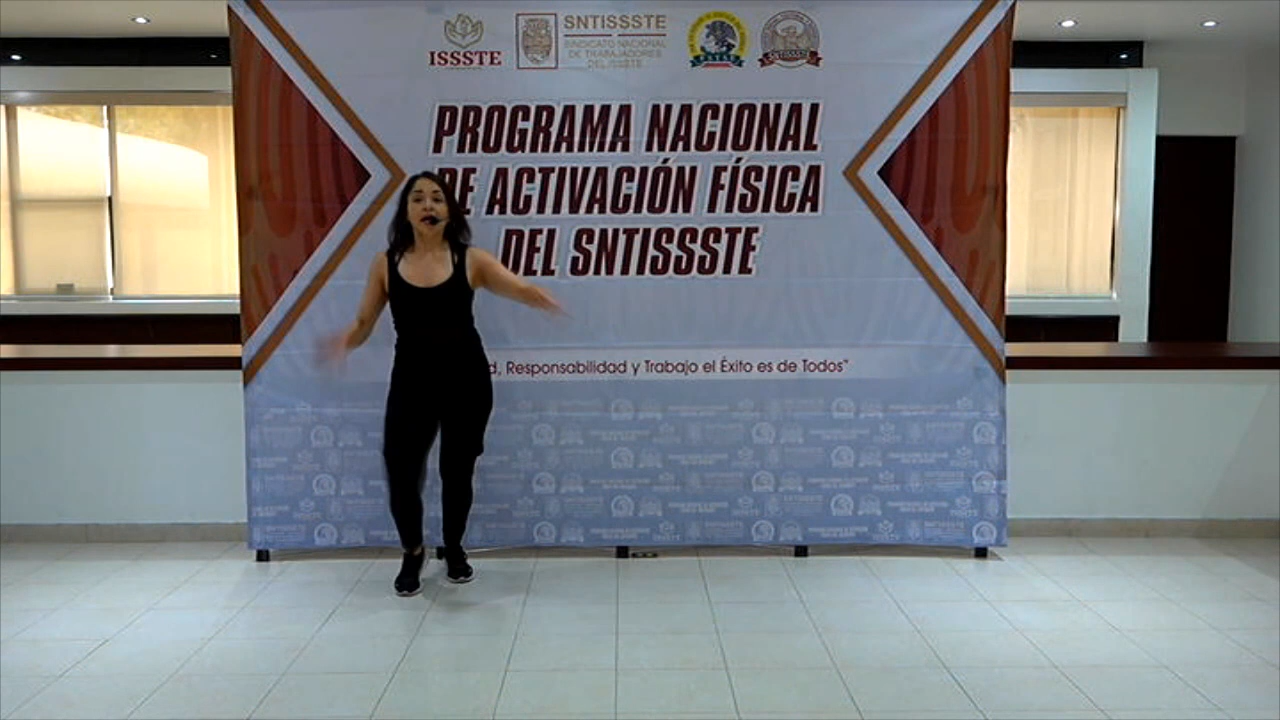 ISSSTE
SNTISSSTE
SINDICATO NACIONAL
DE TRABAJADORES
DEL ISSSTE
PROGRAMA NACIONAL
DE ACTIVACIÓN FÍSICA
DEL SNTISSSTE
d, Responsabilidad y Trabajo el Éxito es de Todos"